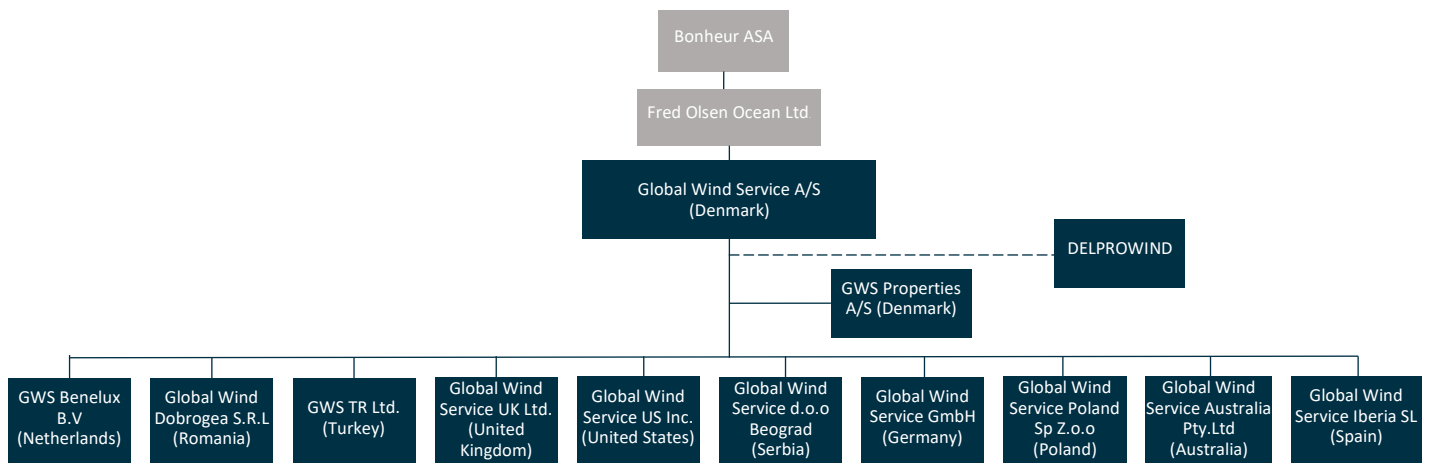 Bonheur ASA
Fred Olsen Ocean Ltd
Global Wind Service A/S
(Denmark)
DELPROWIND
GWS Properties
A/S (Denmark)
GWS Benelux
B.V
(Netherlands)
Global Wind
Dobrogea S.R.L
(Romania)
GWS TR Ltd.
(Turkey)
Global Wind
Service UK Ltd.
(United
Kingdom)
Global Wind
Service US Inc.
(United States)
Global Wind
Service d.o.o
Beograd
(Serbia)
Global Wind
Service GmbH
(Germany)
Global Wind
Service Poland
Sp Z.o.o
(Poland)
Global Wind
Service Australia
Pty.Ltd
(Australia)
Global Wind
Service Iberia SL
(Spain)